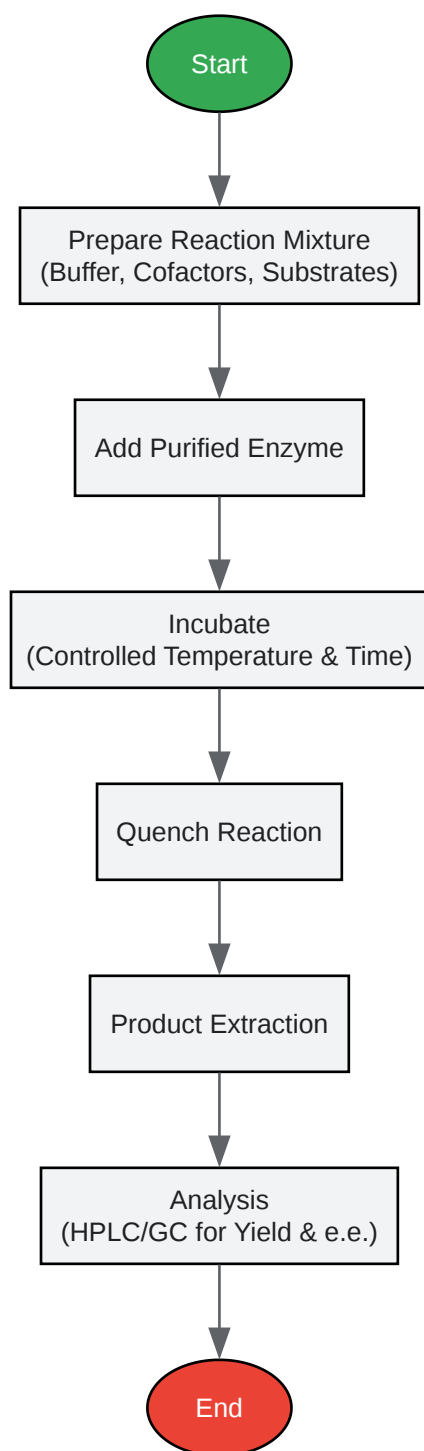 Start
Prepare Reaction Mixture
(Buffer, Cofactors, Substrates)
Add Purified Enzyme
Incubate
(Controlled Temperature & Time)
Quench Reaction
Product Extraction
Analysis
(HPLC/GC for Yield & e.e.)
End